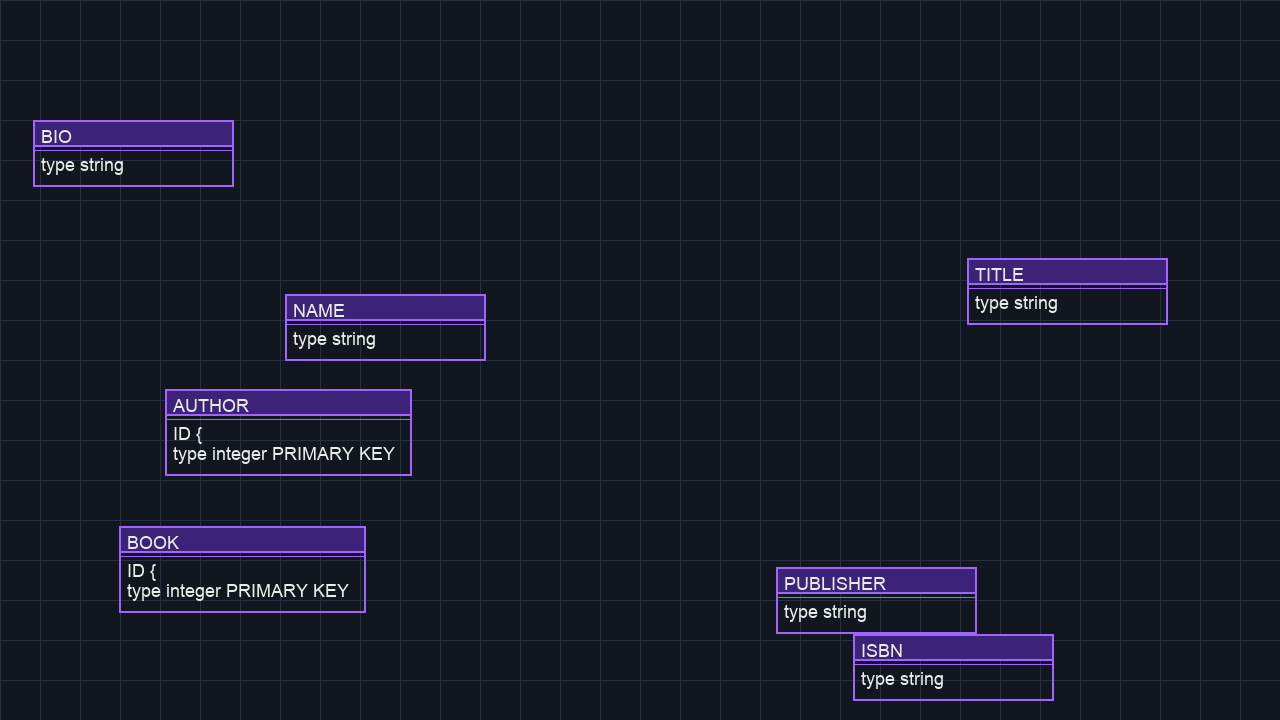 BIO
type string
TITLE
type string
NAME
type string
AUTHOR
ID {
type integer PRIMARY KEY
BOOK
ID {
type integer PRIMARY KEY
PUBLISHER
type string
ISBN
type string